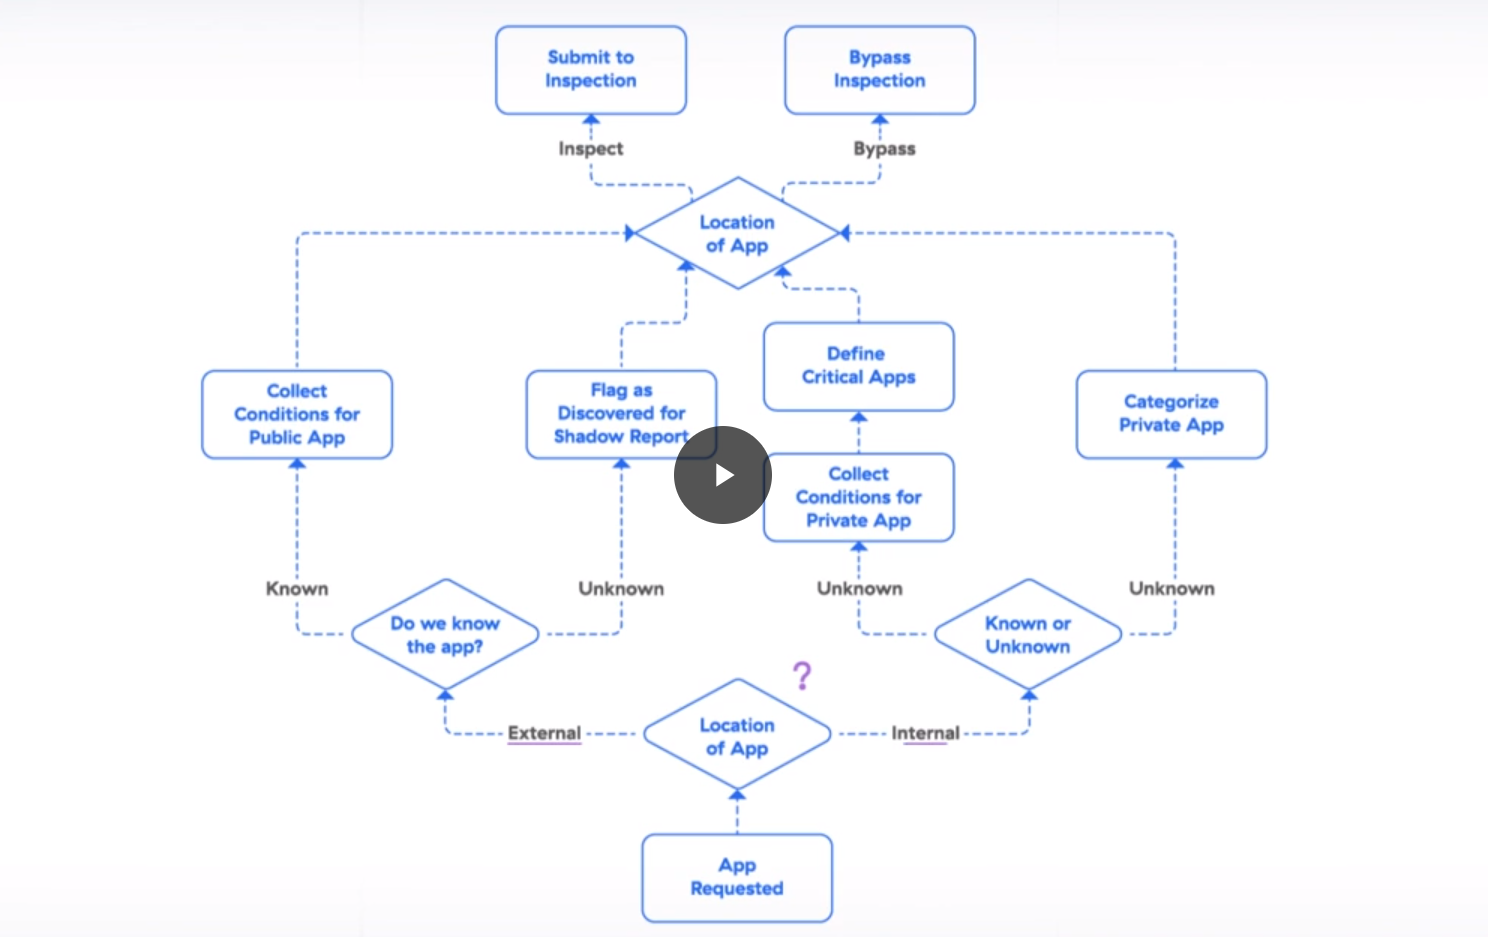 Submit to
Inspection
Bypass
Inspection
Inspect
Bypass
Location
of App
Define
Critical Apps
Collect
Conditions for
Public App
Flag as
Discovered for
Shadow Report
Categorize
Private App
Collect
Conditions for
Private App
Known
Unknown
Unknown
Unknown
Do we know
the app?
Known or
Unknown
?
External
Location
of App
Internal
App
Requested